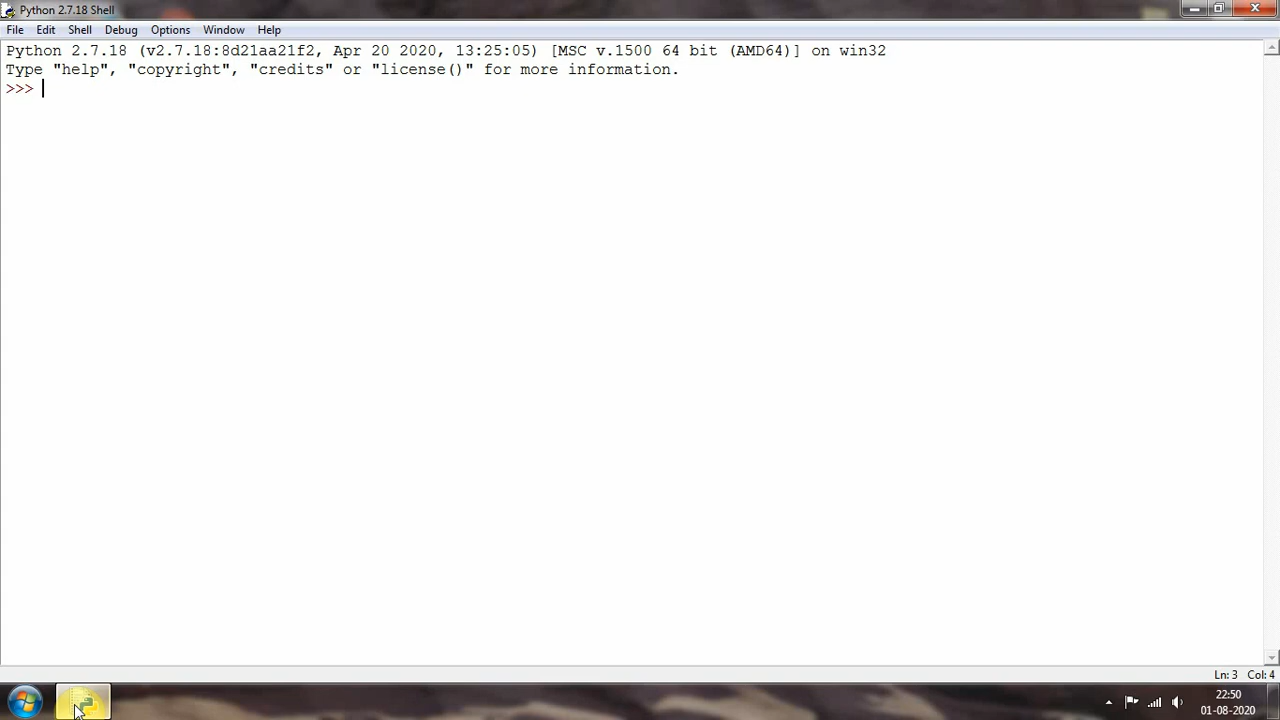 Python 2.7.18 Shell
File Edit Shell Debug Options Window Help
Python 2.7.18 (v2.7.18:8d21aa21f2, Apr 20 2020, 13:25:05) [MSC v.1500 64 bit (AMD64)] on win32
Type "help", "copyright", "credits" or "license()" for more information.
>>>
Ln: 3 Col: 4
22:50
01-08-2020